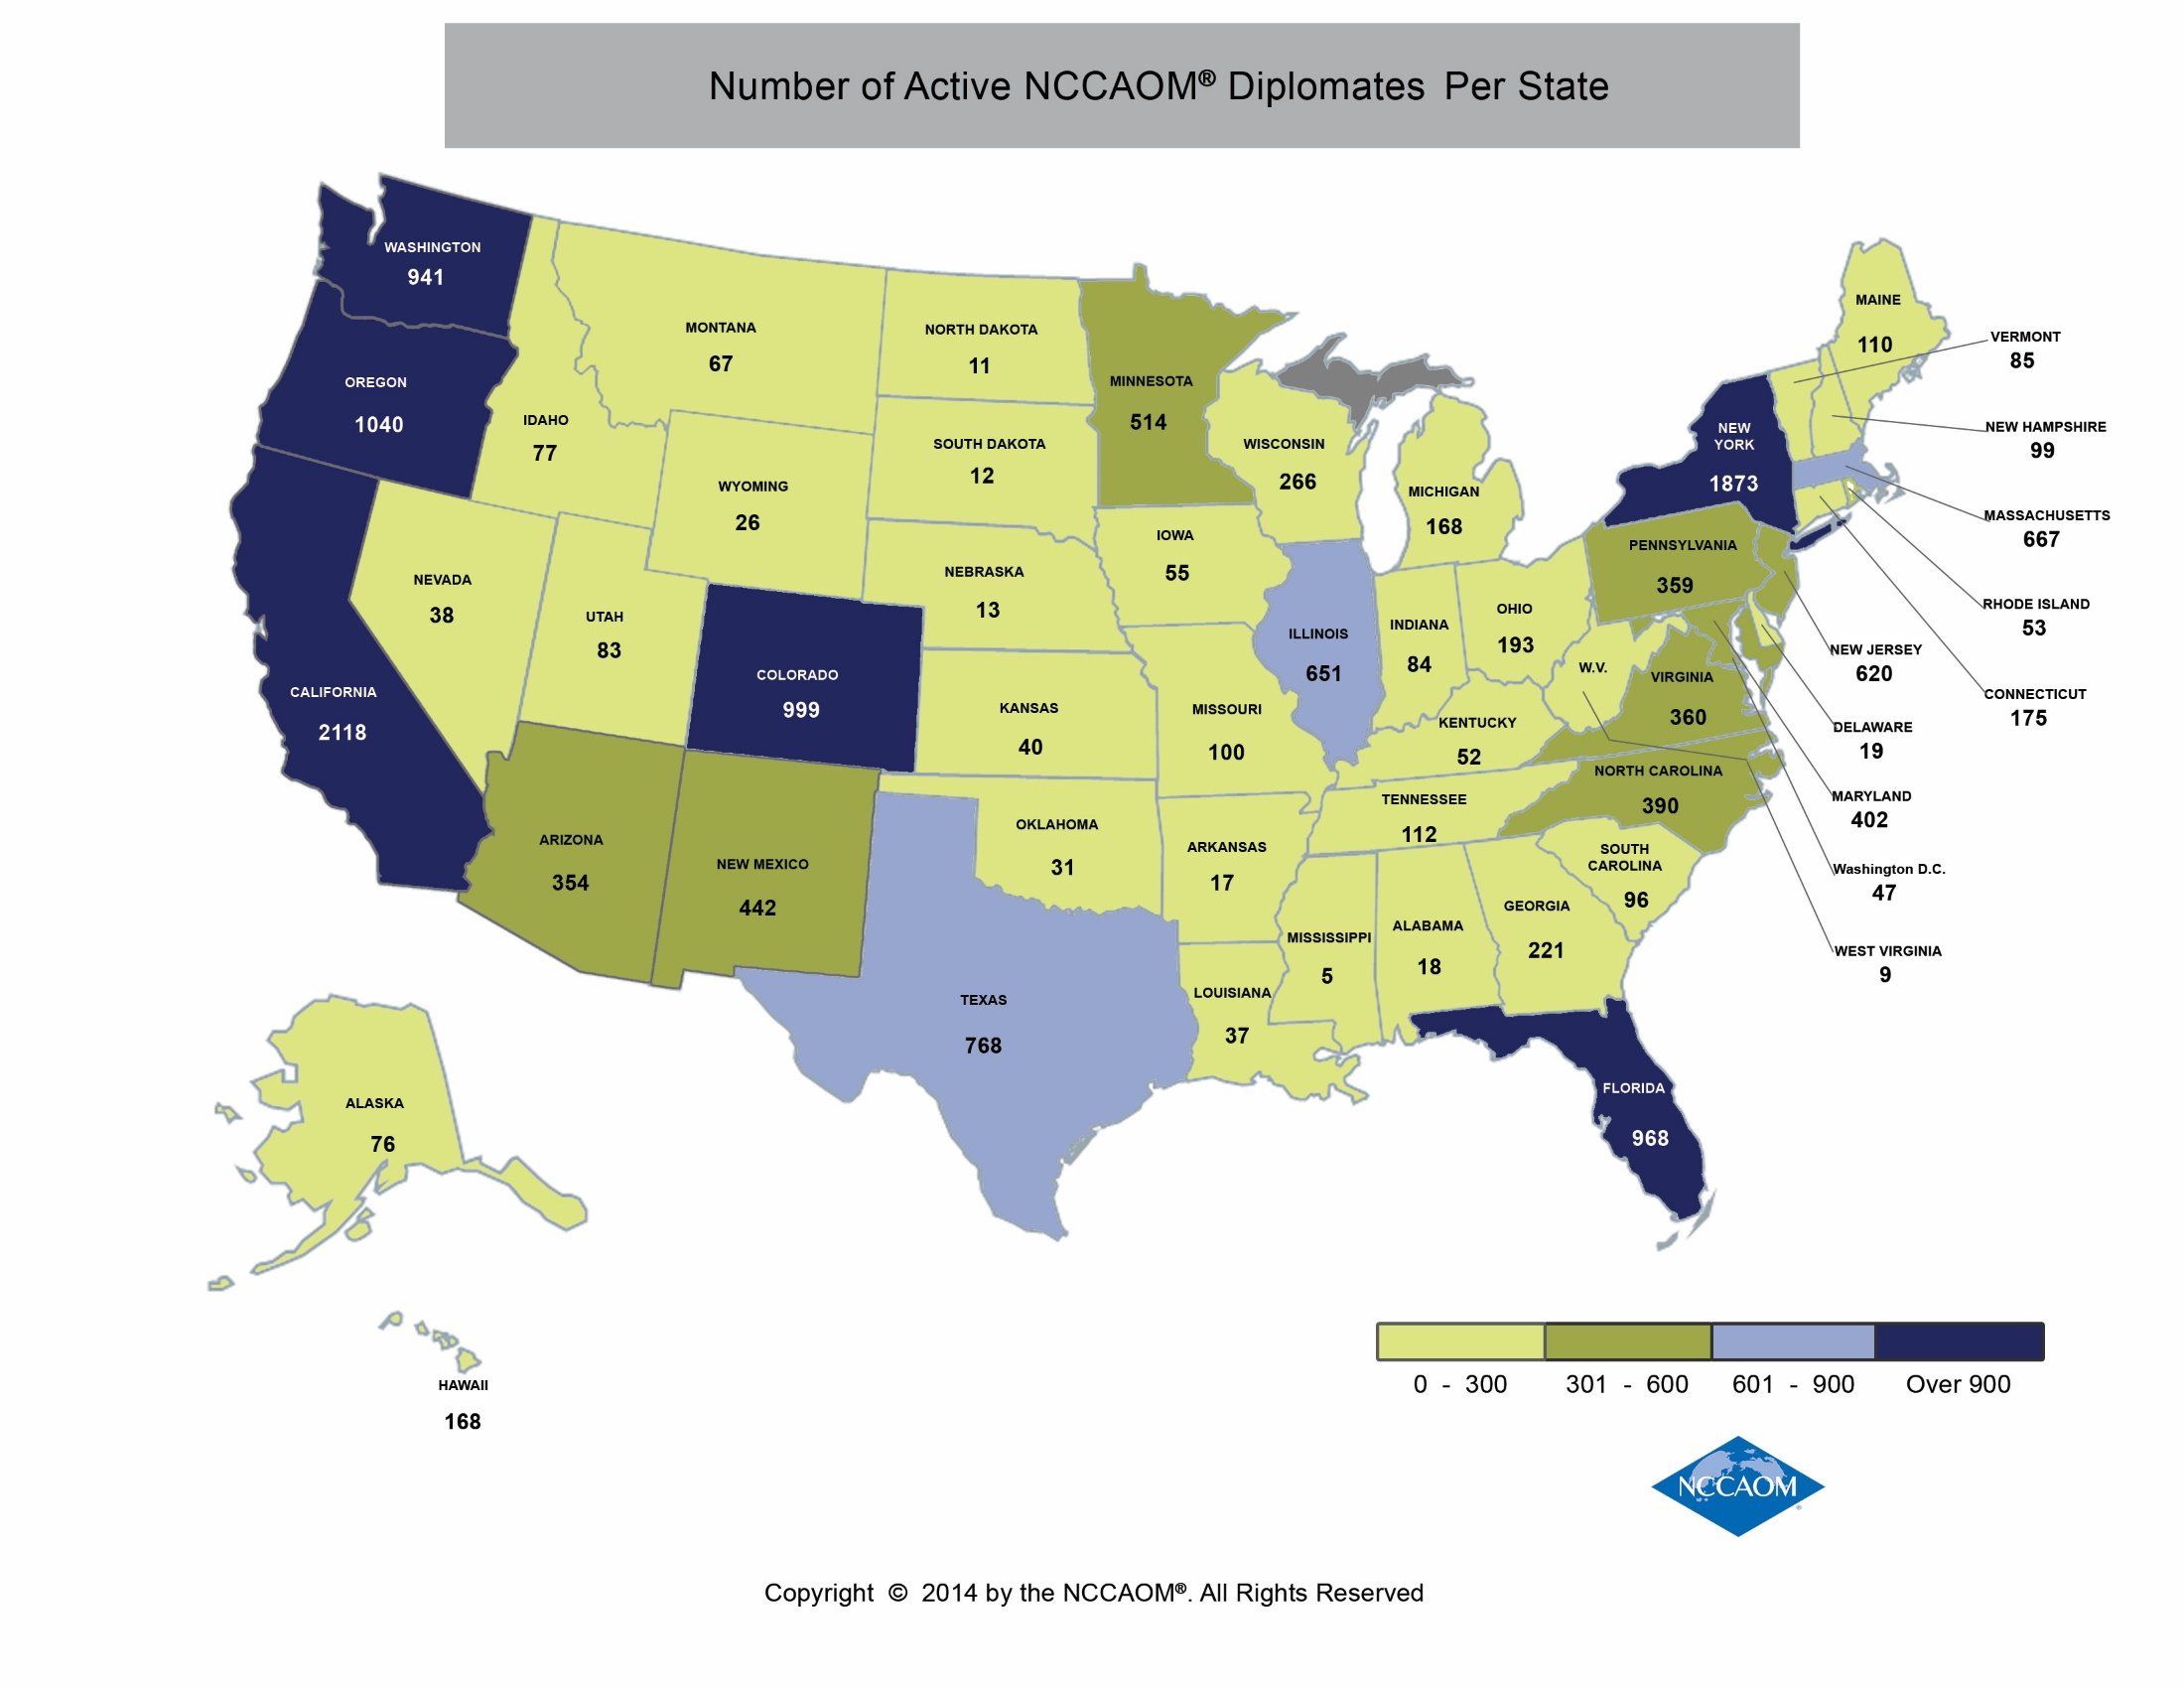 Number of Active NCCAOM® Diplomates Per State
WASHINGTON
941
OREGON
1040
CALIFORNIA
2118
IDAHO
77
NEVADA
38
MONTANA
67
WYOMING
26
UTAH
83
COLORADO
999
ARIZONA
354
NEW MEXICO
442
NORTH DAKOTA
11
SOUTH DAKOTA
12
NEBRASKA
13
KANSAS
40
OKLAHOMA
31
TEXAS
768
MINNESOTA
514
IOWA
55
MISSOURI
100
ARKANSAS
17
LOUISIANA
37
WISCONSIN
266
ILLINOIS
651
MICHIGAN
168
INDIANA
84
OHIO
193
KENTUCKY
52
TENNESSEE
112
MISSISSIPPI
5
ALABAMA
18
GEORGIA
221
FLORIDA
968
SOUTH
CAROLINA
96
NORTH CAROLINA
390
VIRGINIA
360
W.V.
PENNSYLVANIA
359
NEW
YORK
1873
MAINE
110
VERMONT
85
NEW HAMPSHIRE
99
MASSACHUSETTS
667
RHODE ISLAND
53
CONNECTICUT
175
NEW JERSEY
620
DELAWARE
19
MARYLAND
402
Washington D.C.
47
WEST VIRGINIA
9
ALASKA
76
HAWAII
168
0 - 300
301 - 600
601 - 900
Over 900
NCCAOM®
Copyright © 2014 by the NCCAOM®. All Rights Reserved